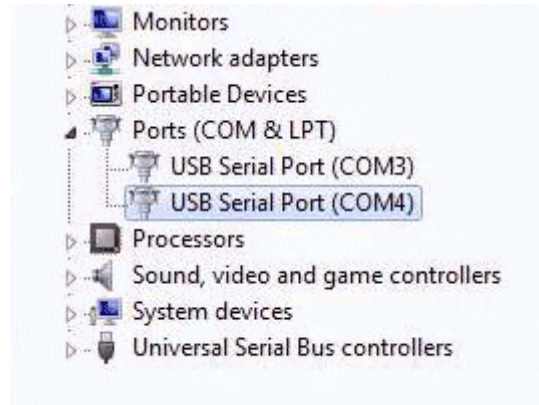 Monitors
Network adapters
Portable Devices
Ports (COM & LPT)
USB Serial Port (COM3)
USB Serial Port (COM4)
Processors
Sound, video and game controllers
System devices
Universal Serial Bus controllers